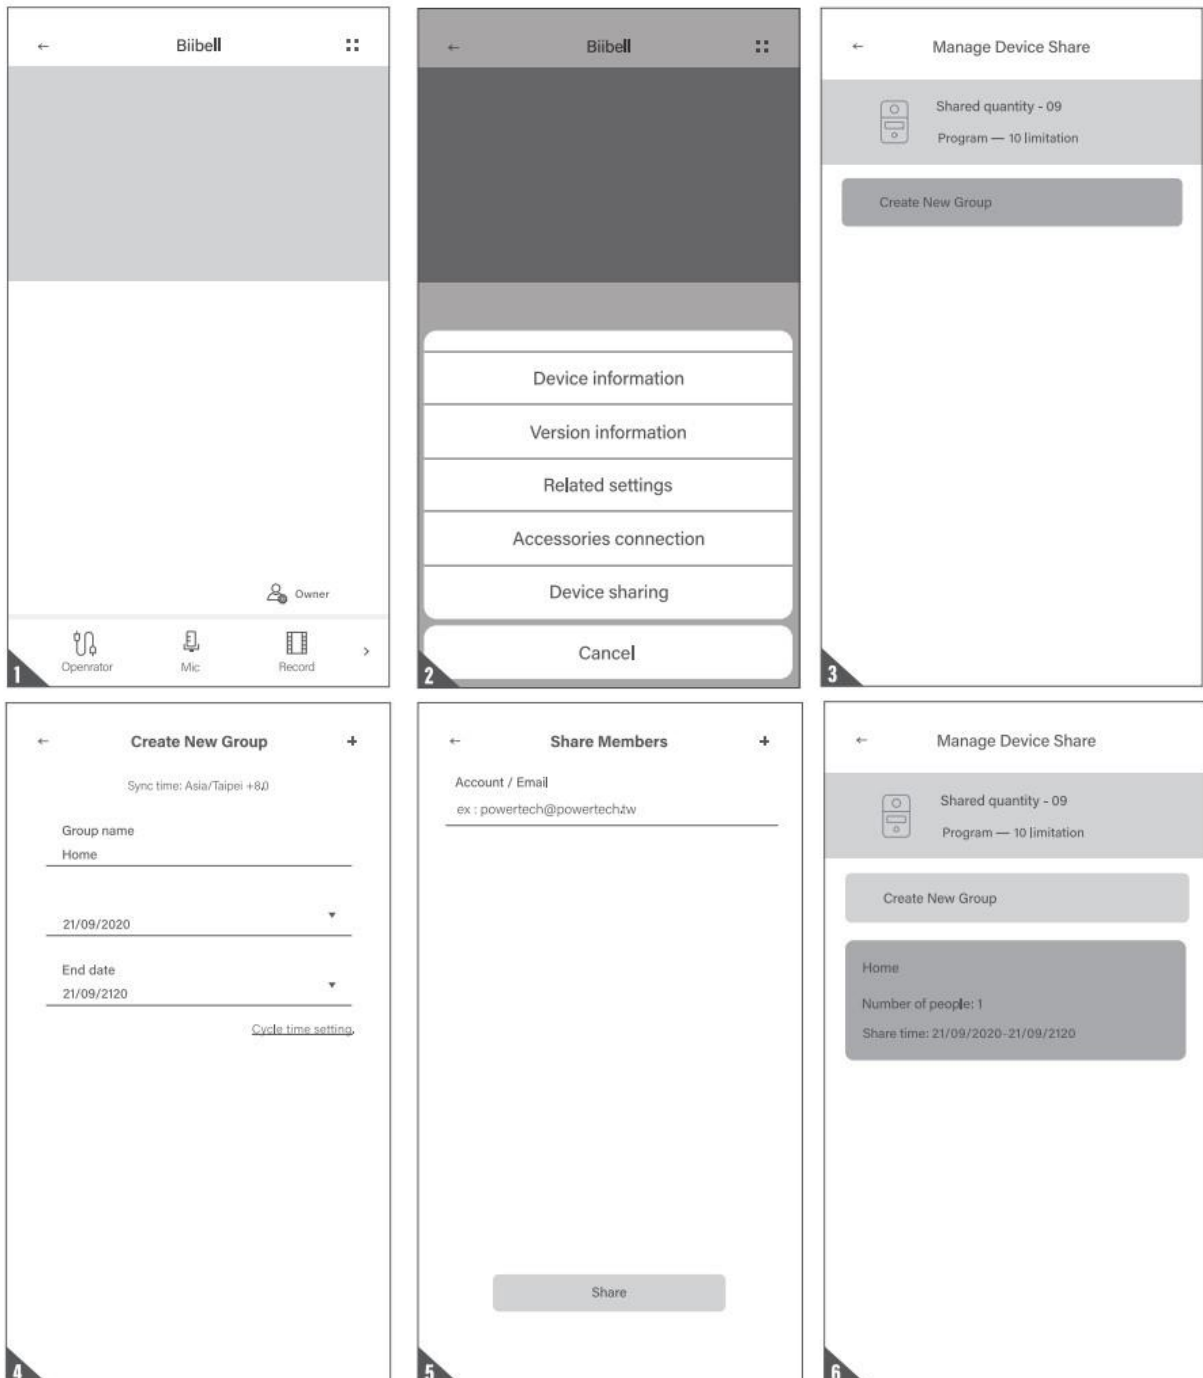 ← Biibell
Owner
Openrator Mic Record >
1
← Biibell
Device information
Version information
Related settings
Accessories connection
Device sharing
Cancel
2
← Manage Device Share
Shared quantity - 09
Program — 10 limitation
Create New Group
3
← Create New Group +
Sync time: Asia/Taipei +8.0
Group name
Home
21/09/2020
End date
21/09/2120
Cycle time setting.
4
← Share Members +
Account / Email
ex : powertech@powertech.tw
Share
5
← Manage Device Share
Shared quantity - 09
Program — 10 limitation
Create New Group
Home
Number of people: 1
Share time: 21/09/2020-21/09/2120
6